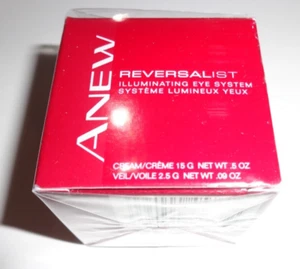 ANEW
REVERSALIST
ILLUMINATING EYE SYSTEM
SYSTÈME LUMINEUX YEUX
CREAM/CRÈME 15 G NET WT .5 OZ
VEIL/VOILE 2.5 G NET WT .09 OZ